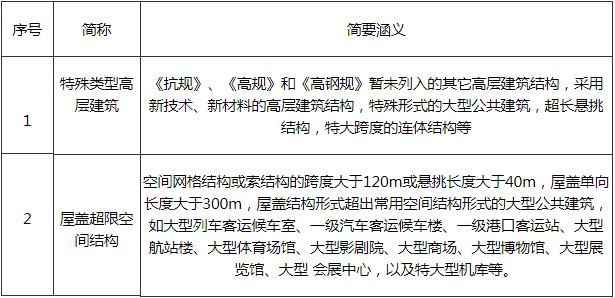 序号 简称 简要涵义
1
特殊类型高
层建筑
《抗规》、《高规》和《高钢规》暂未列入的其它高层建筑结构，采用
新技术、新材料的高层建筑结构，特殊形式的大型公共建筑，超长悬挑
结构，特大跨度的连体结构等
2
屋盖超限空
间结构
空间网格结构或索结构的跨度大于120m或悬挑长度大于40m，屋盖单向
长度大于300m，屋盖结构形式超出常用空间结构形式的大型公共建筑，
如大型列车客运候车室、一级汽车客运候车楼、一级港口客运站、大型
航站楼、大型体育场馆、大型影剧院、大型商场、大型博物馆、大型展
览馆、大型 会展中心，以及特大型机库等。